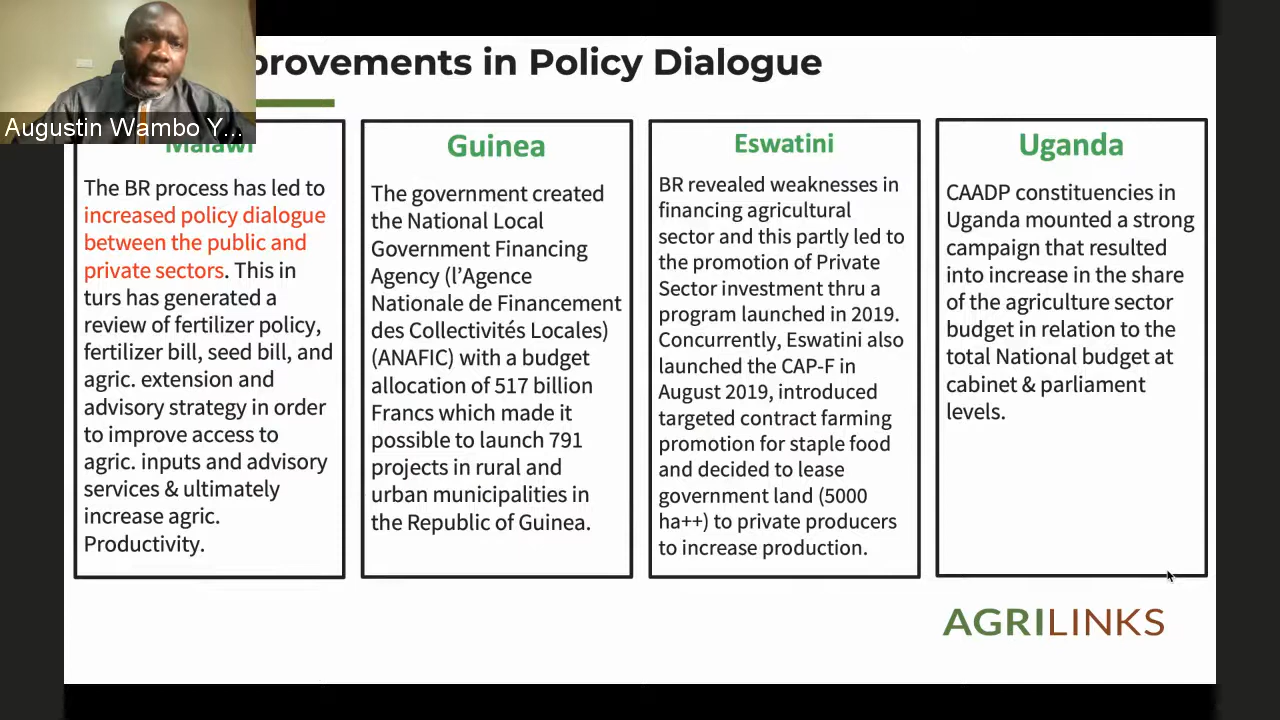 provements in Policy Dialogue
Augustin Wambo Y...
Malawi
The BR process has led to
increased policy dialogue
between the public and
private sectors. This in
turs has generated a
review of fertilizer policy,
fertilizer bill, seed bill, and
agric. extension and
advisory strategy in order
to improve access to
agric. inputs and advisory
services & ultimately
increase agric.
Productivity.
Guinea
The government created
the National Local
Government Financing
Agency (l’Agence
Nationale de Financement
des Collectivités Locales)
(ANAFIC) with a budget
allocation of 517 billion
Francs which made it
possible to launch 791
projects in rural and
urban municipalities in
the Republic of Guinea.
Eswatini
BR revealed weaknesses in
financing agricultural
sector and this partly led to
the promotion of Private
Sector investment thru a
program launched in 2019.
Concurrently, Eswatini also
launched the CAP-F in
August 2019, introduced
targeted contract farming
promotion for staple food
and decided to lease
government land (5000
ha++) to private producers
to increase production.
Uganda
CAADP constituencies in
Uganda mounted a strong
campaign that resulted
into increase in the share
of the agriculture sector
budget in relation to the
total National budget at
cabinet & parliament
levels.
AGRILINKS